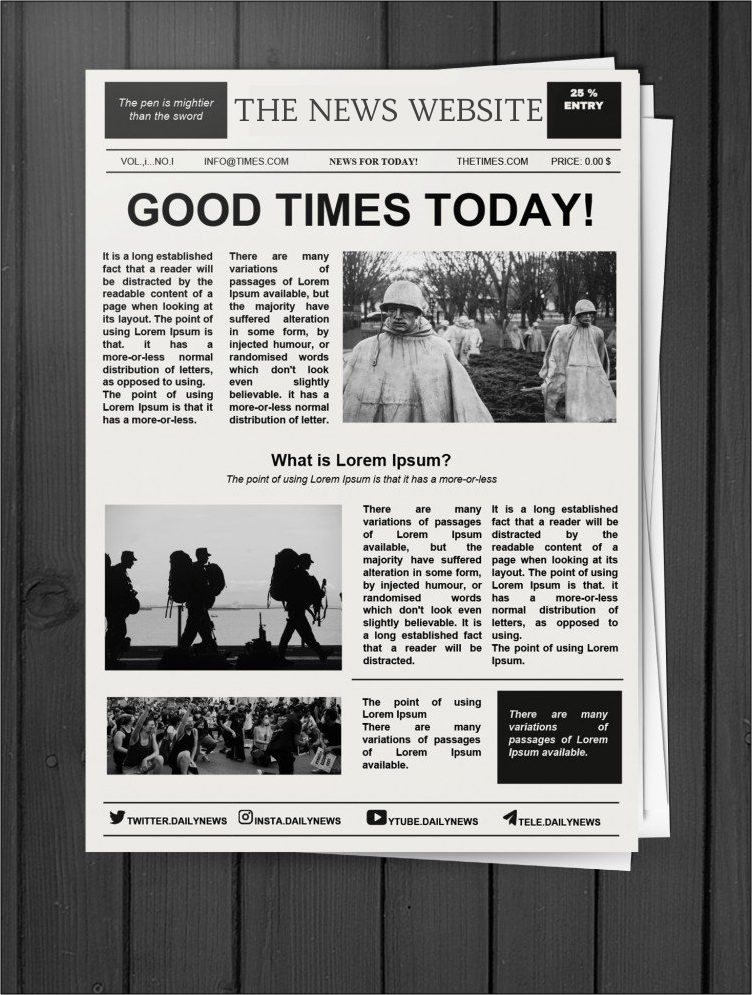 The pen is mightier
than the sword
THE NEWS WEBSITE
25 %
ENTRY
VOL.,i...NO.I INFO@TIMES.COM NEWS FOR TODAY! THETIMES.COM PRICE: 0.00 $
GOOD TIMES TODAY!
It is a long established
fact that a reader will
be distracted by the
readable content of a
page when looking at
its layout. The point of
using Lorem Ipsum is
that. it has a
more-or-less normal
distribution of letters,
as opposed to using.
The point of using
Lorem Ipsum is that it
has a more-or-less.
There are many
variations of
passages of Lorem
Ipsum available, but
the majority have
suffered alteration
in some form, by
injected humour, or
randomised words
which don't look
even slightly
believable. it has a
more-or-less normal
distribution of letter.
What is Lorem Ipsum?
The point of using Lorem Ipsum is that it has a more-or-less
There are many
variations of passages
of Lorem Ipsum
available, but the
majority have suffered
alteration in some form,
by injected humour, or
randomised words
which don't look even
slightly believable. It is
a long established fact
that a reader will be
distracted.
It is a long established
fact that a reader will be
distracted by the
readable content of a
page when looking at its
layout. The point of using
Lorem Ipsum is that. it
has a more-or-less
normal distribution of
letters, as opposed to
using.
The point of using Lorem
Ipsum.
The point of using
Lorem Ipsum
There are many
variations of passages
of Lorem Ipsum
available.
There are many
variations of
passages of Lorem
Ipsum available.
TWITTER.DAILYNEWS INSTA.DAILYNEWS YTUBE.DAILYNEWS TELE.DAILYNEWS